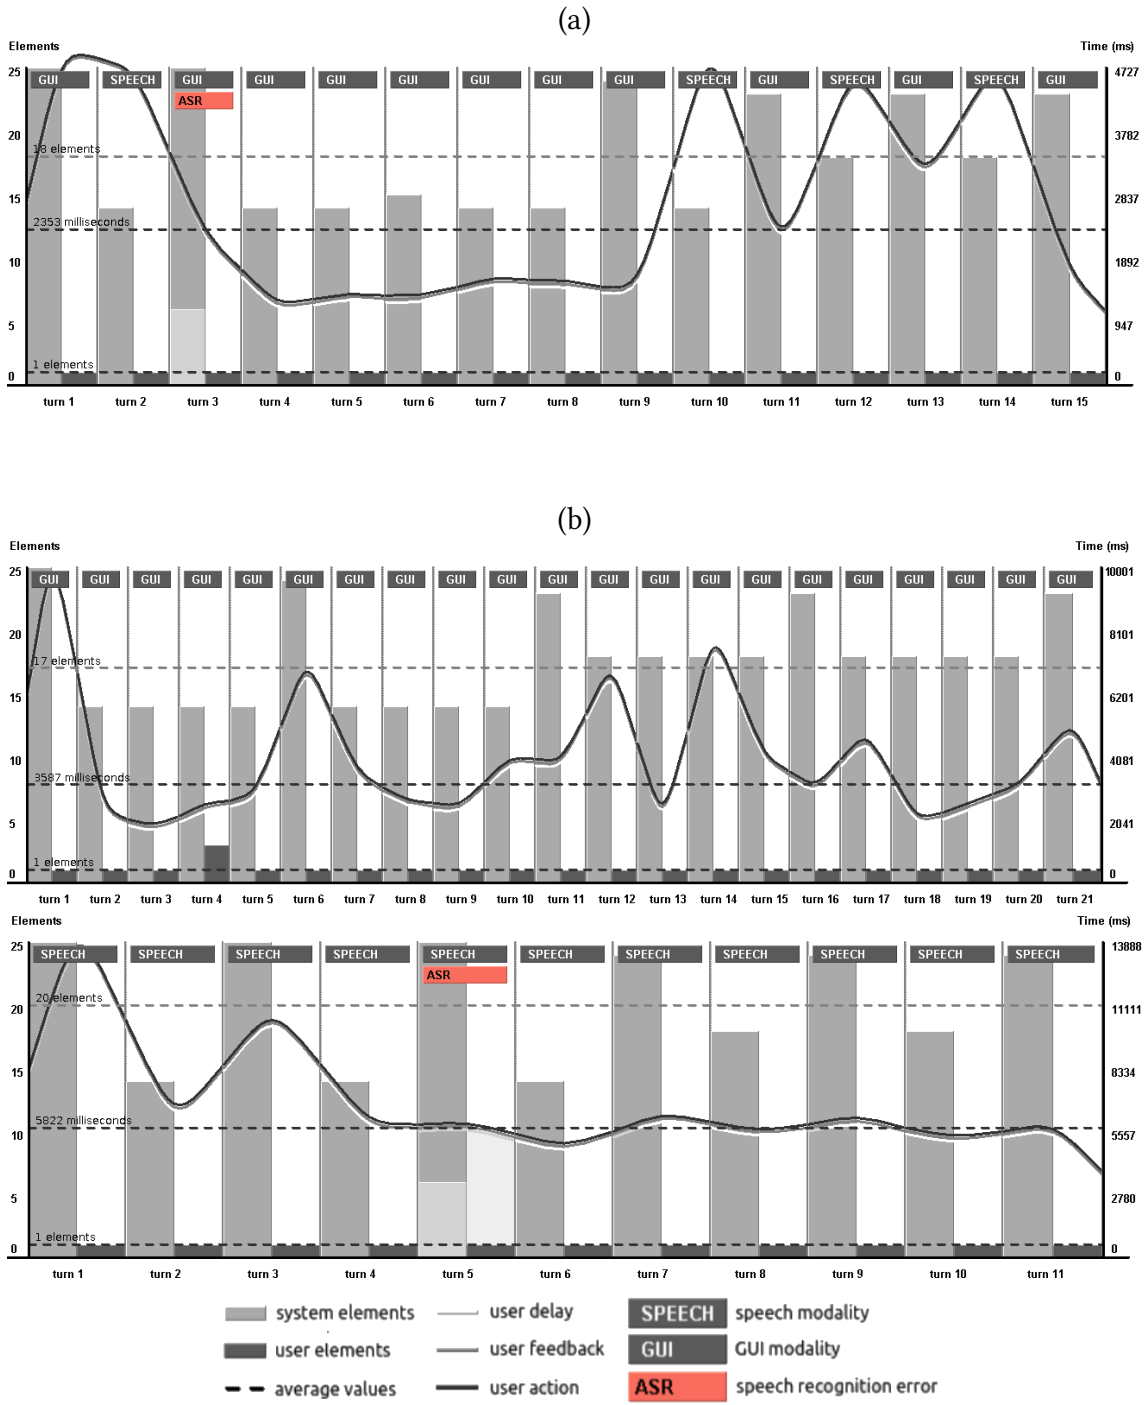 (a)
Elements Time (ms)
GUI SPEECH GUI GUI GUI GUI GUI GUI GUI SPEECH GUI SPEECH GUI SPEECH GUI
ASR
25 4727
20 3782
18 elements
15 2837
2353 milliseconds
10 1892
5 947
1 elements
0 0
turn 1 turn 2 turn 3 turn 4 turn 5 turn 6 turn 7 turn 8 turn 9 turn 10 turn 11 turn 12 turn 13 turn 14 turn 15
(b)
Elements Time (ms)
25 10001
GUI GUI GUI GUI GUI GUI GUI GUI GUI GUI GUI GUI GUI GUI GUI GUI GUI GUI GUI GUI GUI
20 8101
17 elements
15 6201
3587 milliseconds
10 4081
5 2041
1 elements
0 0
turn 1 turn 2 turn 3 turn 4 turn 5 turn 6 turn 7 turn 8 turn 9 turn 10 turn 11 turn 12 turn 13 turn 14 turn 15 turn 16 turn 17 turn 18 turn 19 turn 20 turn 21
Elements Time (ms)
25 13888
SPEECH SPEECH SPEECH SPEECH SPEECH SPEECH SPEECH SPEECH SPEECH SPEECH SPEECH
ASR
20 elements
20 11111
15 8334
5822 milliseconds
10 5557
5 2780
1 elements
0 0
turn 1 turn 2 turn 3 turn 4 turn 5 turn 6 turn 7 turn 8 turn 9 turn 10 turn 11
system elements user delay SPEECH speech modality
user elements user feedback GUI GUI modality
average values user action ASR speech recognition error